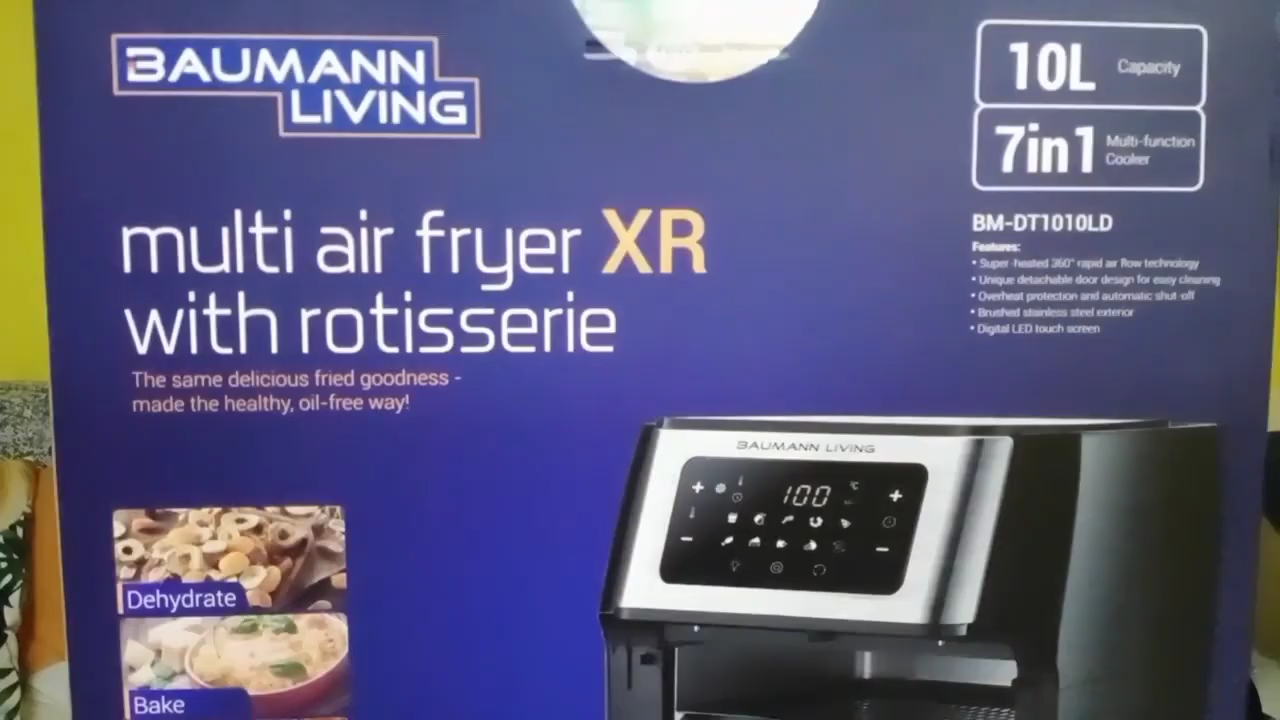 BAUMANN
LIVING
10L Capacity
7in1 Multi-function
Cooker
multi air fryer XR
with rotisserie
The same delicious fried goodness -
made the healthy, oil-free way!
BM-DT1010LD
Features:
• Super-heated 360° rapid air flow technology
• Unique detachable door design for easy cleaning
• Overheat protection and automatic shut-off
• Brushed stainless steel exterior
• Digital LED touch screen
BAUMANN LIVING
+ 100 °C +
- -
Dehydrate
Bake